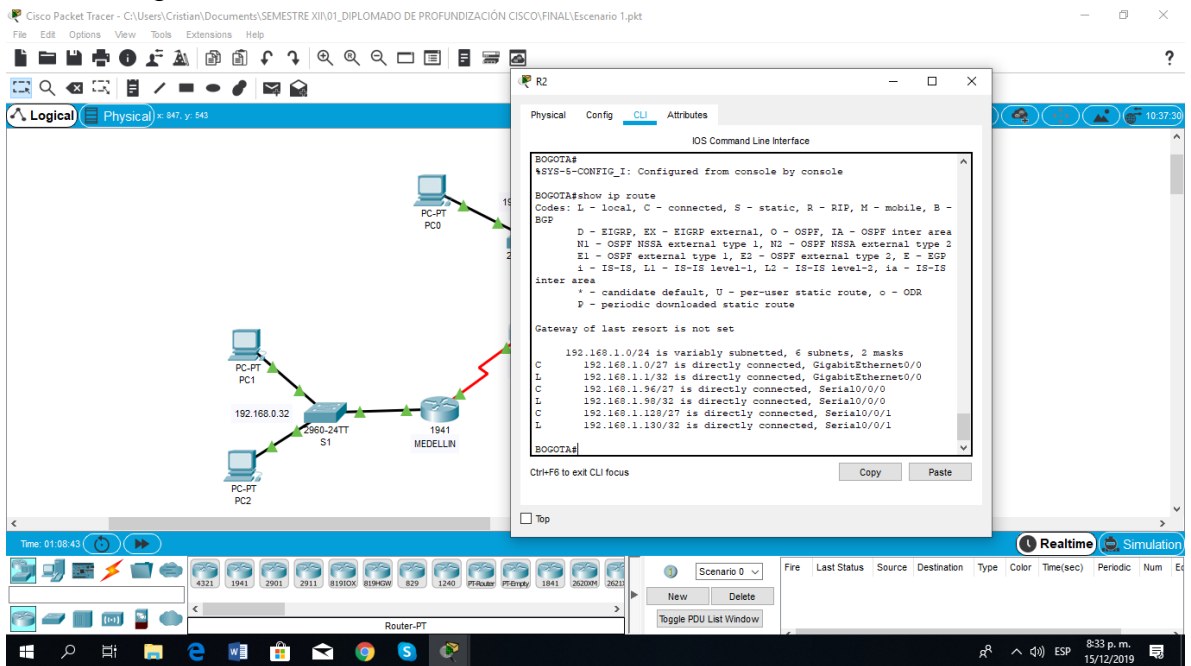 Cisco Packet Tracer - C:\Users\Cristian\Documents\SEMESTRE XII\01_DIPLOMADO DE PROFUNDIZACIÓN CISCO\FINAL\Escenario 1.pkt
File Edit Options View Tools Extensions Help
?
Logical Physical x: 847, y: 543
10:37:30
R2
Physical Config CLI Attributes
IOS Command Line Interface
BOGOTA#
%SYS-5-CONFIG_I: Configured from console by console
BOGOTA#show ip route
Codes: L - local, C - connected, S - static, R - RIP, M - mobile, B -
BGP
D - EIGRP, EX - EIGRP external, O - OSPF, IA - OSPF inter area
N1 - OSPF NSSA external type 1, N2 - OSPF NSSA external type 2
E1 - OSPF external type 1, E2 - OSPF external type 2, E - EGP
i - IS-IS, L1 - IS-IS level-1, L2 - IS-IS level-2, ia - IS-IS
inter area
* - candidate default, U - per-user static route, o - ODR
P - periodic downloaded static route
Gateway of last resort is not set
192.168.1.0/24 is variably subnetted, 6 subnets, 2 masks
C 192.168.1.0/27 is directly connected, GigabitEthernet0/0
L 192.168.1.1/32 is directly connected, GigabitEthernet0/0
C 192.168.1.96/27 is directly connected, Serial0/0/0
L 192.168.1.98/32 is directly connected, Serial0/0/0
C 192.168.1.128/27 is directly connected, Serial0/0/1
L 192.168.1.130/32 is directly connected, Serial0/0/1
BOGOTA#
Ctrl+F6 to exit CLI focus
Copy Paste
Top
PC-PT
PC0
19
2
PC-PT
PC1
192.168.0.32
2960-24TT
S1
1941
MEDELLIN
PC-PT
PC2
Time: 01:08:43
Realtime Simulation
4321 1941 2901 2911 819IOX 819HGW 829 1240 PT-Router PT-Empty 1841 2620XM 2621
Router-PT
Scenario 0
New Delete
Toggle PDU List Window
Fire Last Status Source Destination Type Color Time(sec) Periodic Num Ed
ESP
8:33 p. m.
15/12/2019